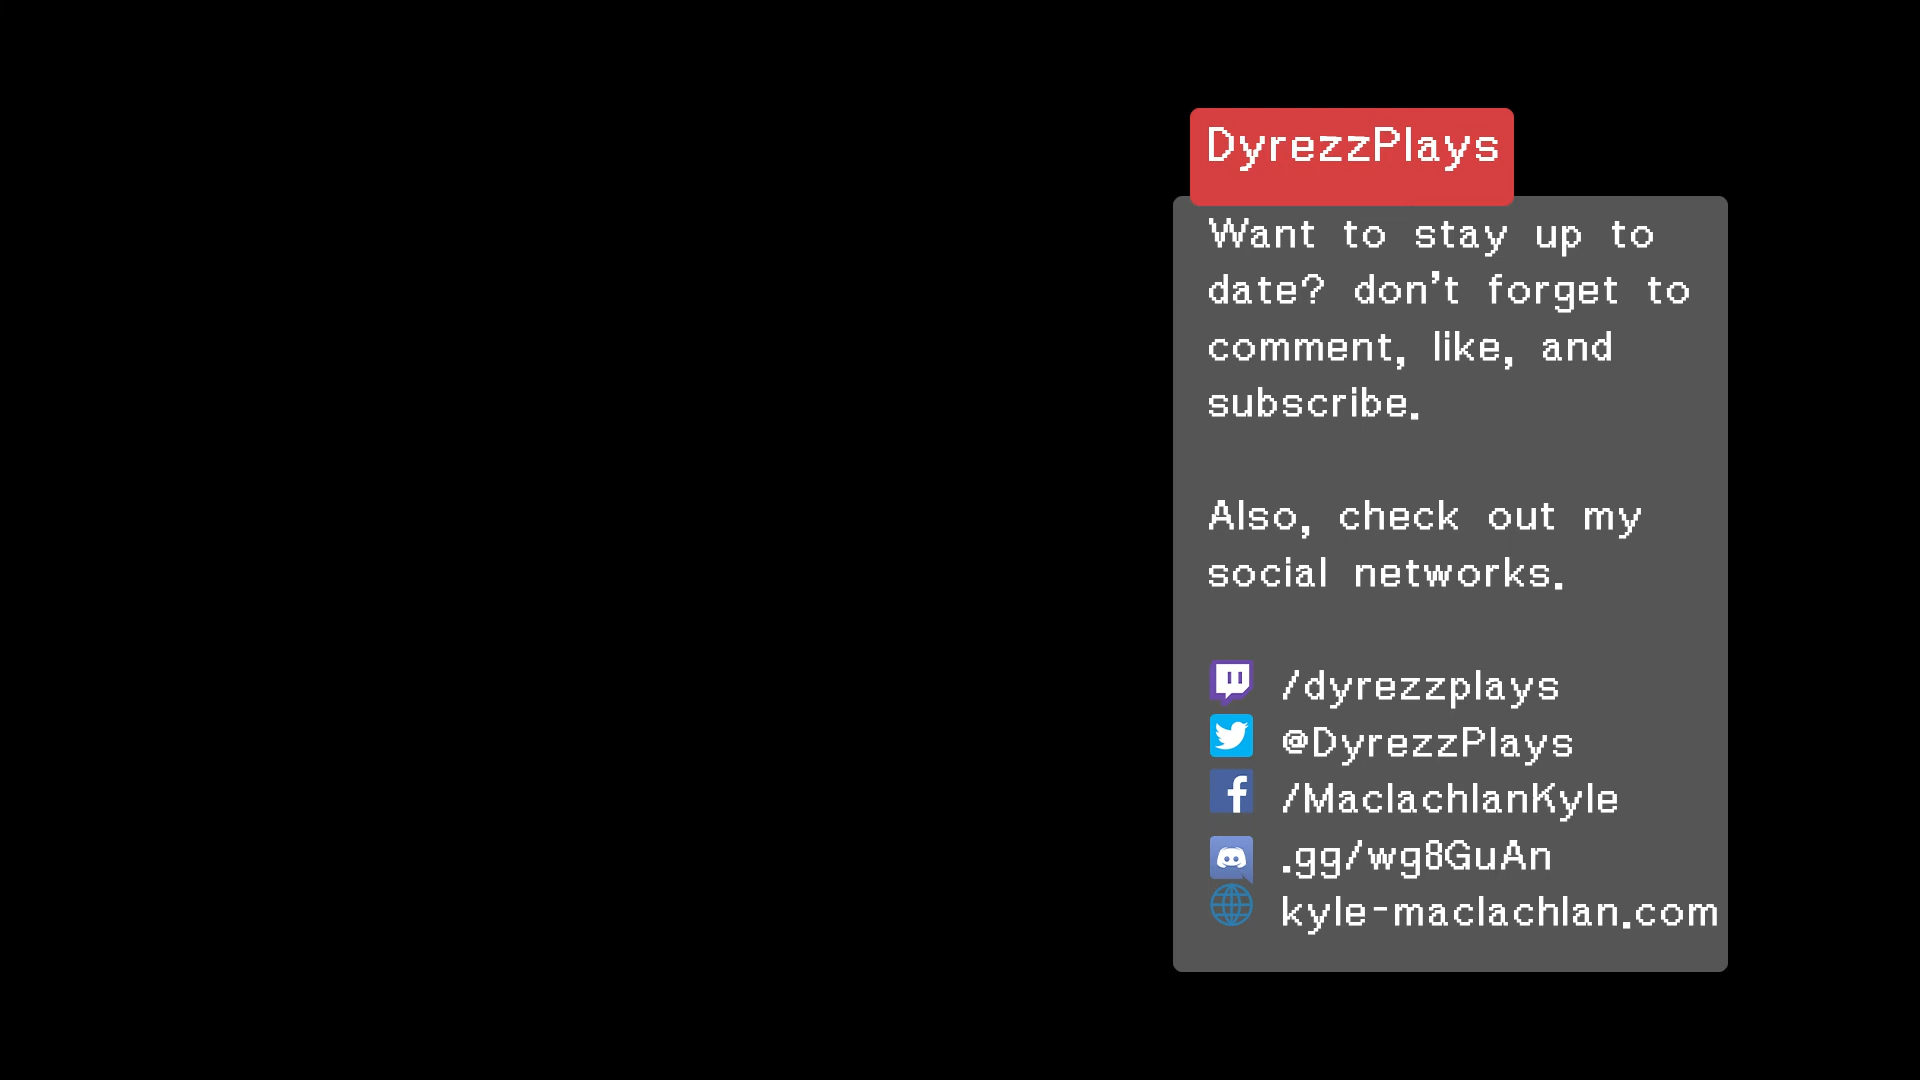 DyrezzPlays
Want to stay up to
date? don't forget to
comment, like, and
subscribe.
Also, check out my
social networks.
/dyrezzplays
@DyrezzPlays
/MaclachlanKyle
.gg/wg8GuAn
kyle-maclachlan.com